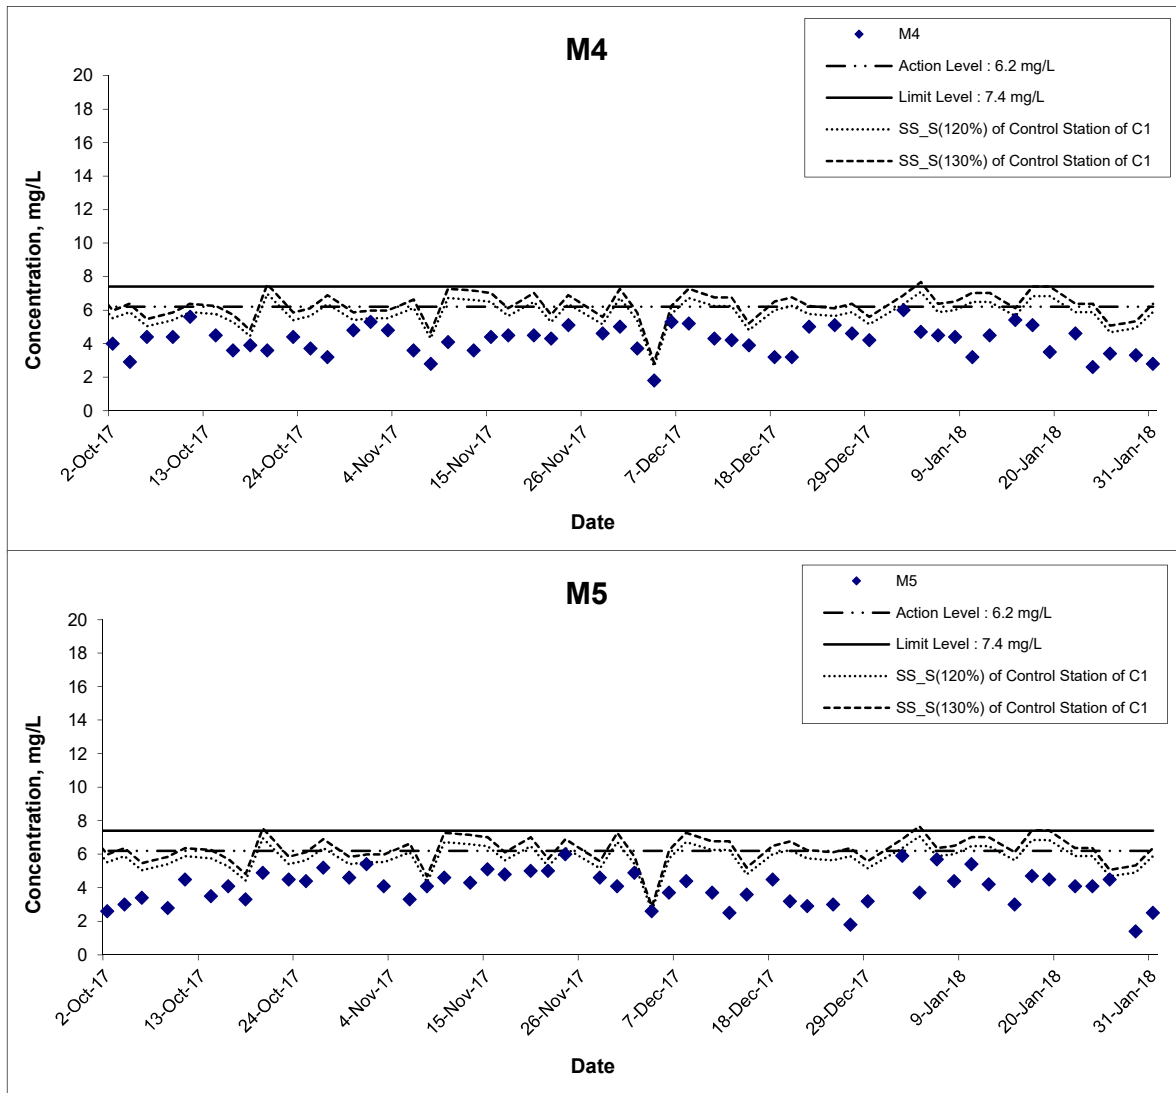 M4
M4
Action Level : 6.2 mg/L
Limit Level : 7.4 mg/L
SS_S(120%) of Control Station of C1
SS_S(130%) of Control Station of C1
Concentration, mg/L
20
18
16
14
12
10
8
6
4
2
0
2-Oct-17
13-Oct-17
24-Oct-17
4-Nov-17
15-Nov-17
26-Nov-17
7-Dec-17
18-Dec-17
29-Dec-17
9-Jan-18
20-Jan-18
31-Jan-18
Date
M5
M5
Action Level : 6.2 mg/L
Limit Level : 7.4 mg/L
SS_S(120%) of Control Station of C1
SS_S(130%) of Control Station of C1
Concentration, mg/L
20
18
16
14
12
10
8
6
4
2
0
2-Oct-17
13-Oct-17
24-Oct-17
4-Nov-17
15-Nov-17
26-Nov-17
7-Dec-17
18-Dec-17
29-Dec-17
9-Jan-18
20-Jan-18
31-Jan-18
Date